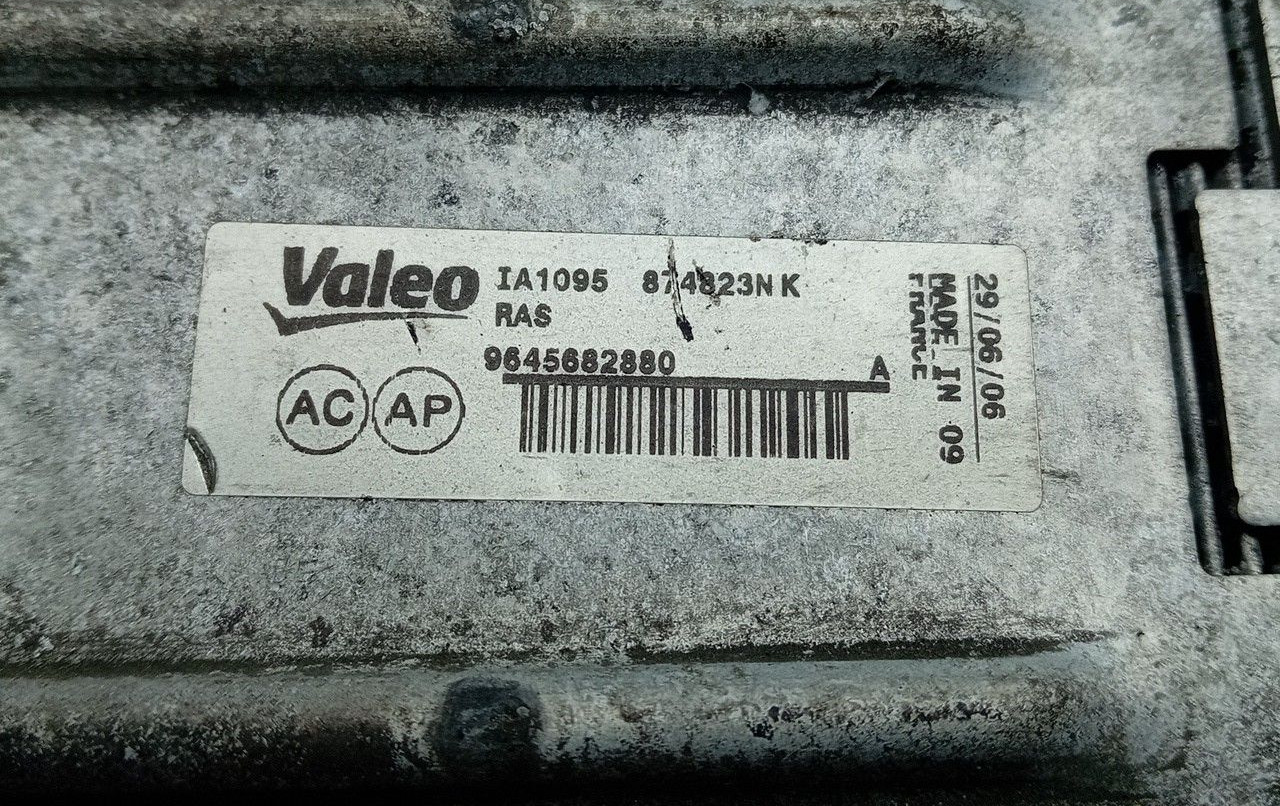 Valeo
IA1095 874823N K
RAS
9645682880 A
AC AP
29/06/06
MADE IN 09
FRANCE